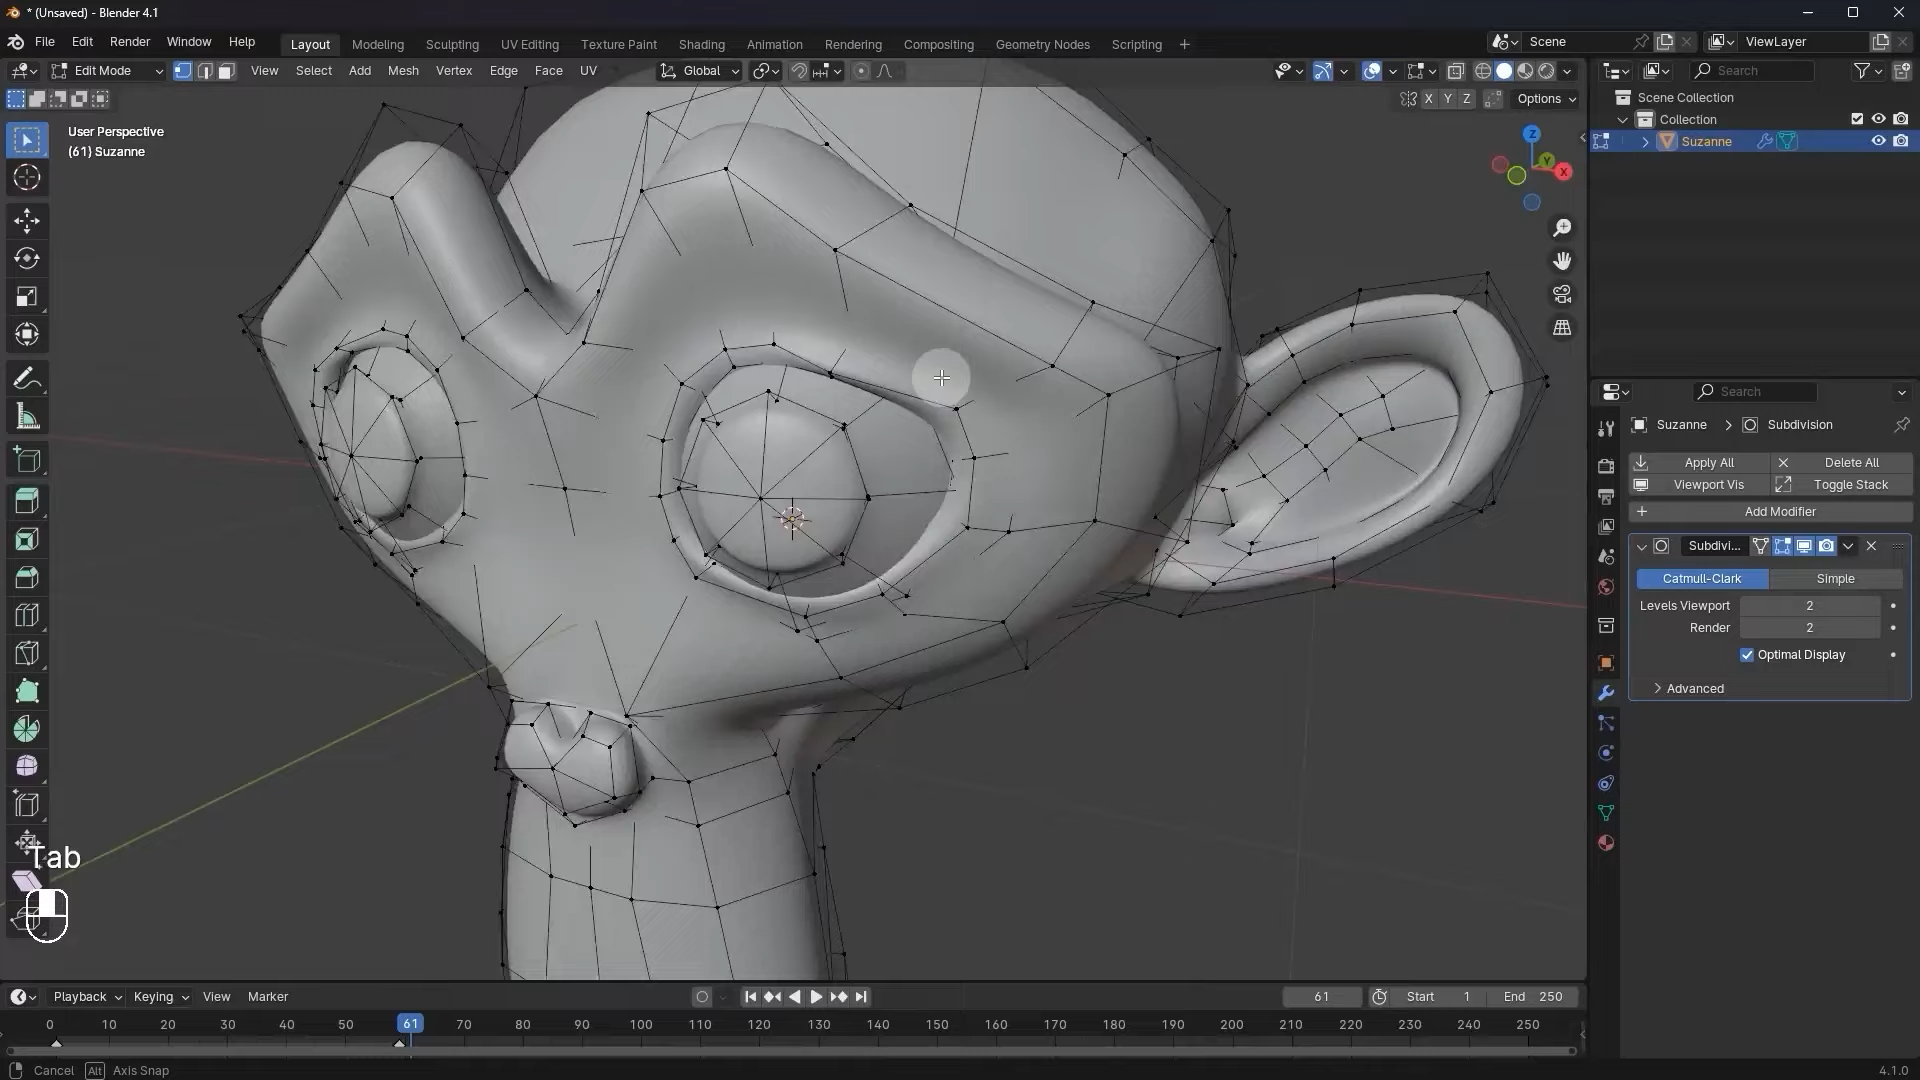 * (Unsaved) - Blender 4.1
File Edit Render Window Help Layout Modeling Sculpting UV Editing Texture Paint Shading Animation Rendering Compositing Geometry Nodes Scripting + Scene ViewLayer
Edit Mode View Select Add Mesh Vertex Edge Face UV Global Search
X Y Z Options
Scene Collection
Collection
Suzanne
User Perspective
(61) Suzanne
Z
Y
X
Search
Suzanne > Subdivision
Apply All Delete All
Viewport Vis Toggle Stack
Add Modifier
Subdivi...
Catmull-Clark Simple
Levels Viewport 2
Render 2
Optimal Display
Advanced
Tab
Playback Keying View Marker 61 Start 1 End 250
0 10 20 30 40 50 61 70 80 90 100 110 120 130 140 150 160 170 180 190 200 210 220 230 240 250
Cancel Alt Axis Snap 4.1.0